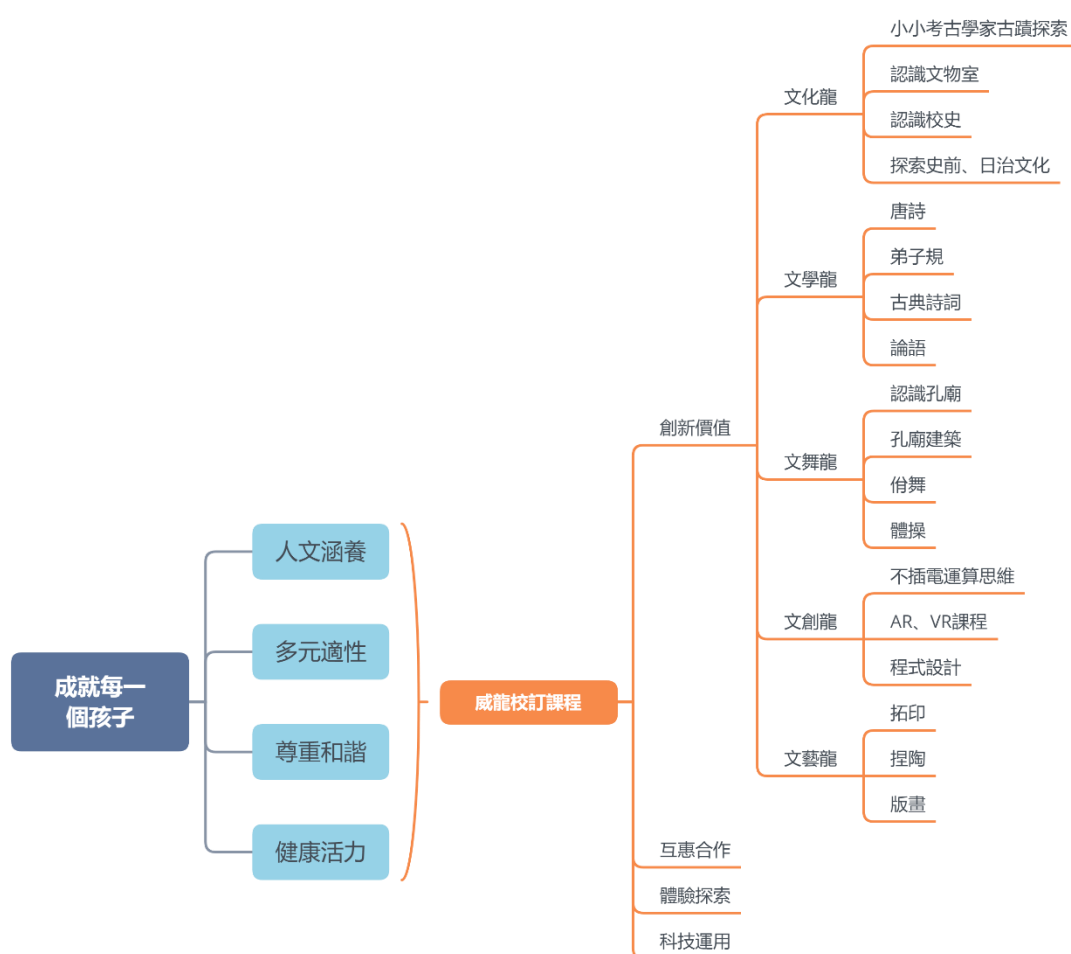 成就每一
個孩子
人文涵養
多元適性
尊重和諧
健康活力
威龍校訂課程
創新價值
文化龍
小小考古學家古蹟探索
認識文物室
認識校史
探索史前、日治文化
文學龍
唐詩
弟子規
古典詩詞
論語
文舞龍
認識孔廟
孔廟建築
佾舞
體操
文創龍
不插電運算思維
AR、VR課程
程式設計
文藝龍
拓印
捏陶
版畫
互惠合作
體驗探索
科技運用